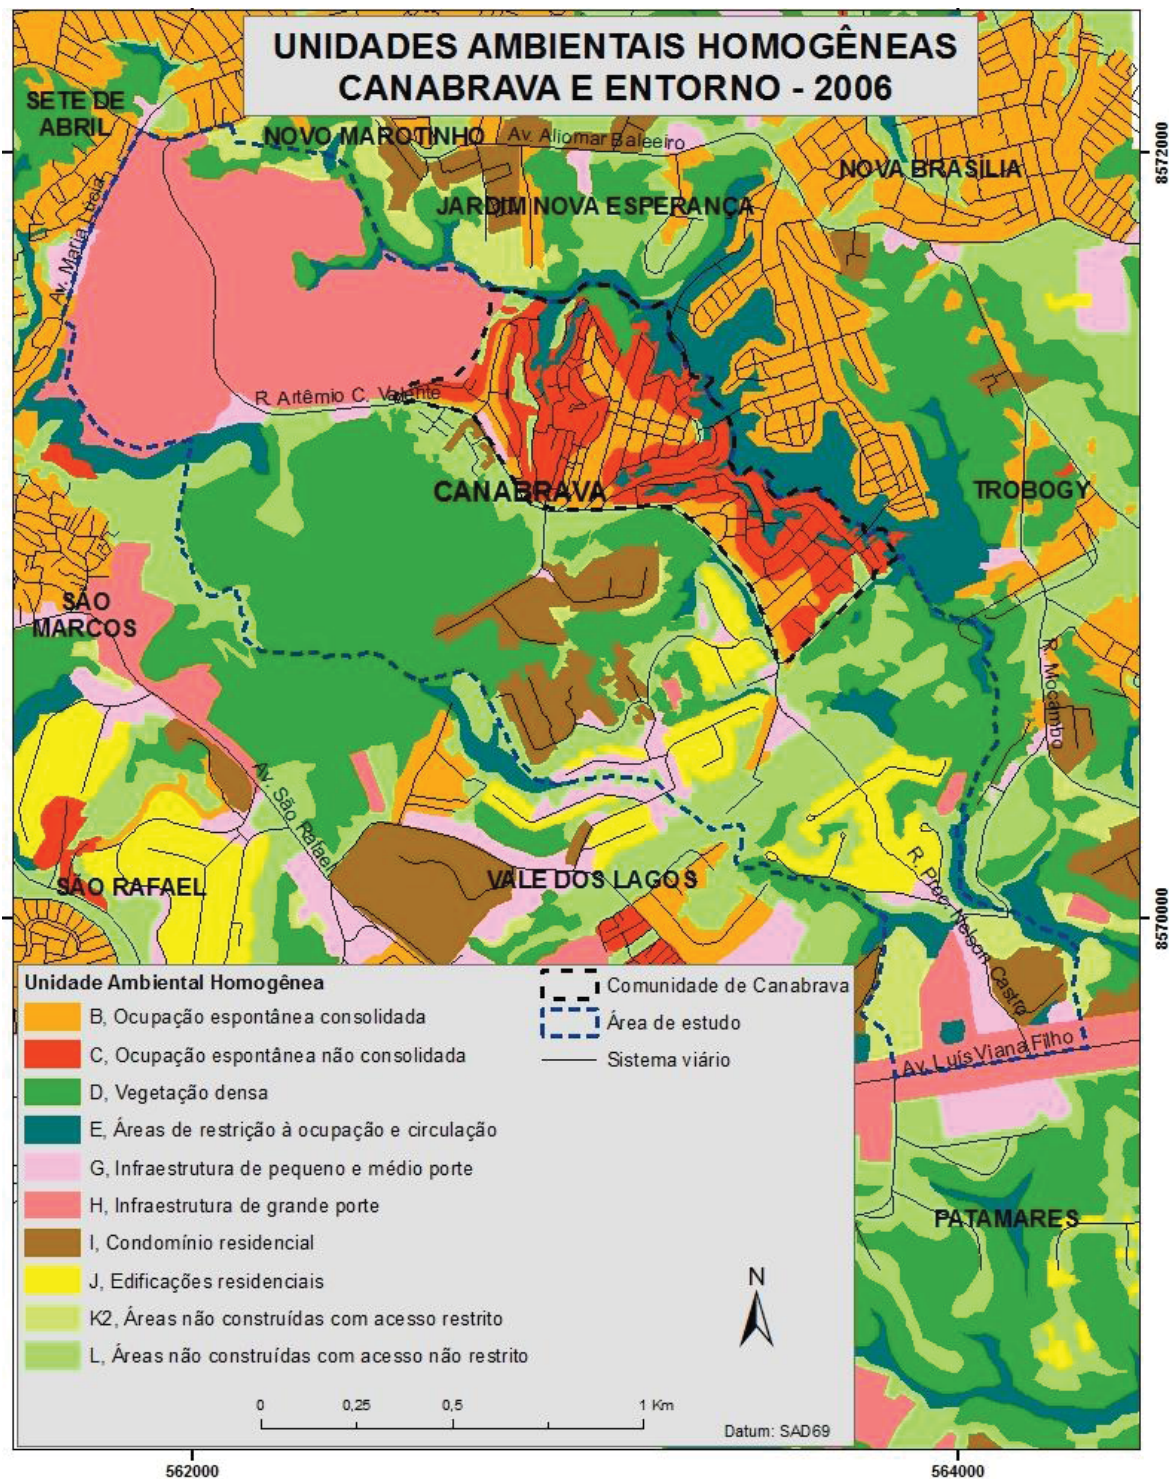 UNIDADES AMBIENTAIS HOMOGÊNEAS
CANABRAVA E ENTORNO - 2006
SETE DE
ABRIL
NOVO MAROTINHO
Av. Aliomar Baleeiro
8572000
NOVA BRASÍLIA
JARDIM NOVA ESPERANÇA
Av. Maria Lúcia
R. Artêmio C. Valente
CANABRAVA
TROBOGY
SÃO
MARCOS
R. Mocambo
Av. São Rafael
SÃO RAFAEL
VALE DOS LAGOS
R. Proc. Nelson Castro
8570000
Av. Luís Viana Filho
PATAMARES
Unidade Ambiental Homogênea
B, Ocupação espontânea consolidada
C, Ocupação espontânea não consolidada
D, Vegetação densa
E, Áreas de restrição à ocupação e circulação
G, Infraestrutura de pequeno e médio porte
H, Infraestrutura de grande porte
I, Condomínio residencial
J, Edificações residenciais
K2, Áreas não construídas com acesso restrito
L, Áreas não construídas com acesso não restrito
Comunidade de Canabrava
Área de estudo
Sistema viário
N
0 0,25 0,5 1 Km
Datum: SAD69
562000
564000